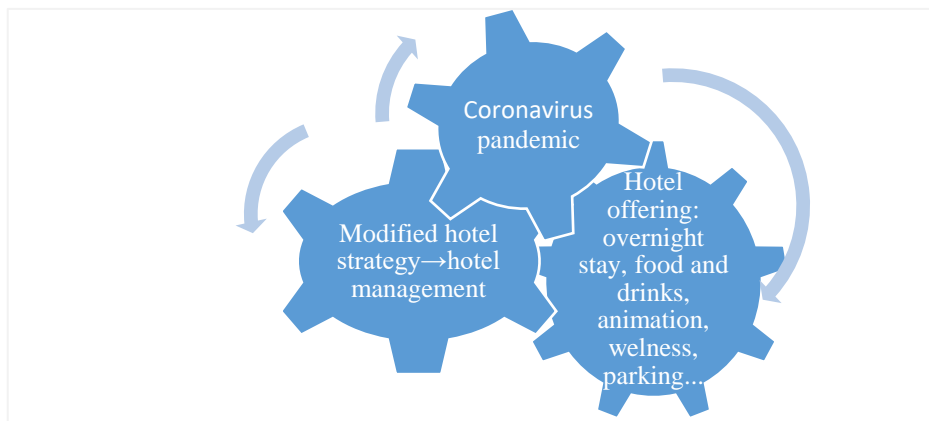 Coronavirus
pandemic
Modified hotel
strategy→hotel
management
Hotel
offering:
overnight
stay, food and
drinks,
animation,
welness,
parking...